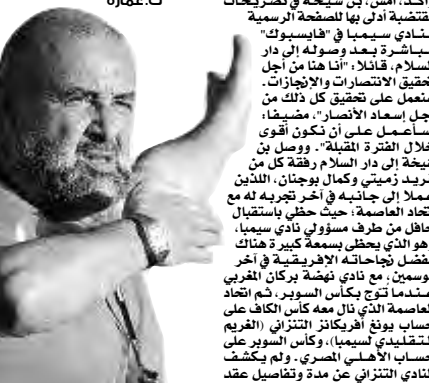 ت.عمارة
وأكد، أمس، بن شيخة في تصريحات
مقتضبة أدلى بها للصفحة الرسمية
لنادي سيمبا في "فايسبوك"
مباشرة بعد وصوله إلى دار
السلام، قائلا: "أنا هنا من أجل
تحقيق الانتصارات والإنجازات.
سنعمل على تحقيق كل ذلك من
أجل إسعاد الأنصار"، مضيفا:
"سأعمل على أن نكون أقوى
خلال الفترة المقبلة". ووصل بن
شيخة إلى دار السلام رفقة كل من
فريد زميتي وكمال بوجنان، اللذين
عملا إلى جانبه في آخر تجربة له مع
اتحاد العاصمة؛ حيث حظي باستقبال
حافل من طرف مسؤولي نادي سيمبا،
وهو الذي يحظى بسمعة كبيرة هناك
بفضل نجاحاته الإفريقية في آخر
موسمين، مع نادي نهضة بركان المغربي
عندما توج بكأس السوبر، ثم اتحاد
العاصمة الذي نال معه كأس الكاف على
حساب يونغ أفريكانز التنزاني (الغريم
التقليدي لسيمبا)، وكأس السوبر على
حساب الأهلي المصري. ولم يكشف
النادي التنزاني عن مدة وتفاصيل عقد